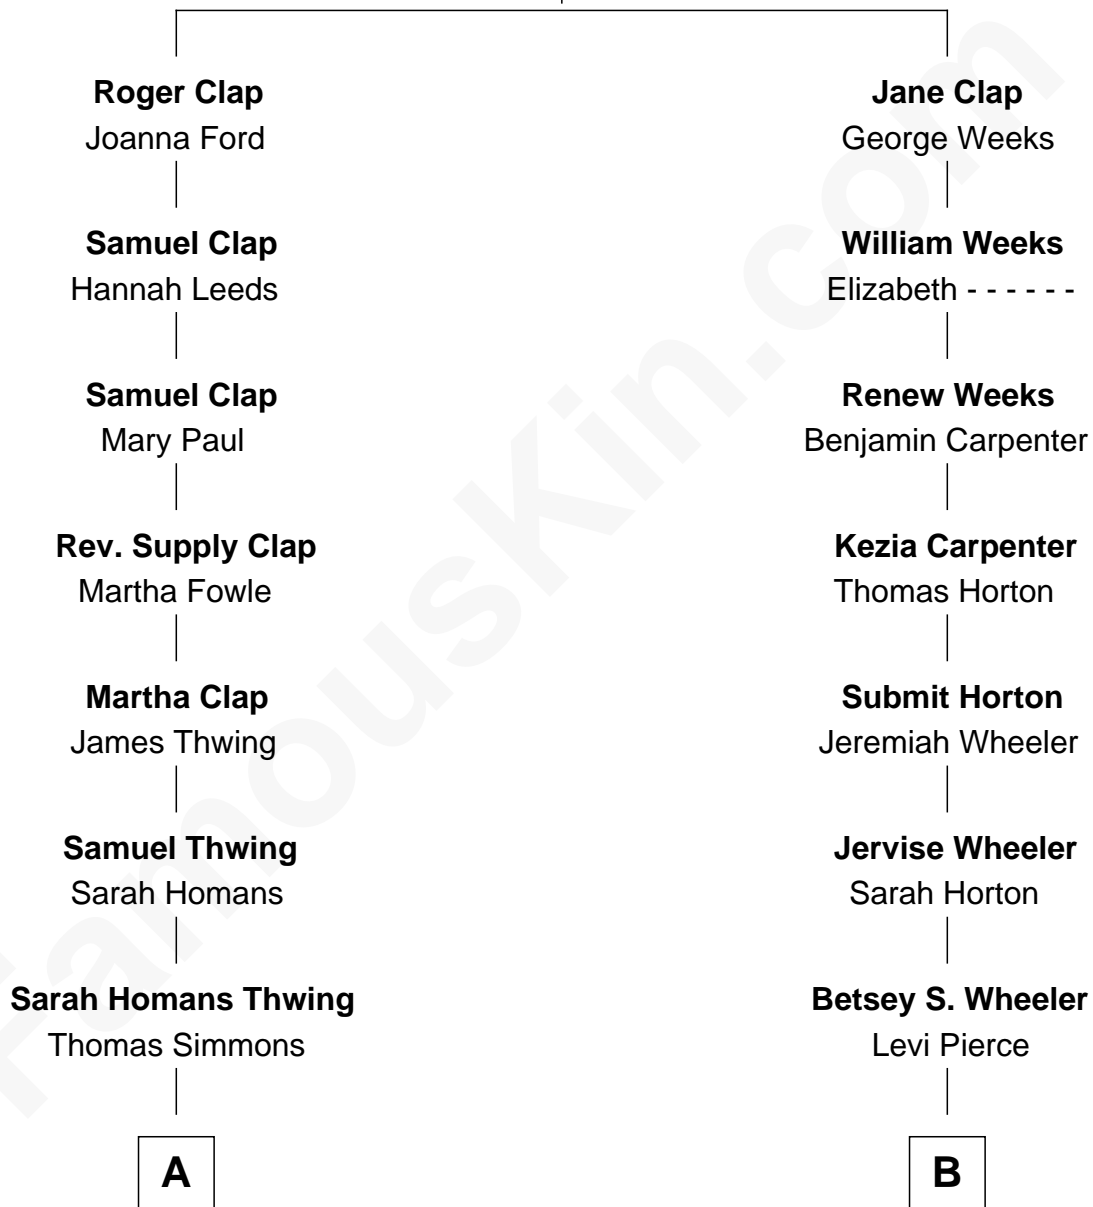 Roger Clap
Joanna Ford
Jane Clap
George Weeks
Samuel Clap
Hannah Leeds
William Weeks
Elizabeth - - - - - -
Samuel Clap
Mary Paul
Renew Weeks
Benjamin Carpenter
Rev. Supply Clap
Martha Fowle
Kezia Carpenter
Thomas Horton
Martha Clap
James Thwing
Submit Horton
Jeremiah Wheeler
Samuel Thwing
Sarah Homans
Jervise Wheeler
Sarah Horton
Sarah Homans Thwing
Thomas Simmons
Betsey S. Wheeler
Levi Pierce
A
B
FamousKin.com